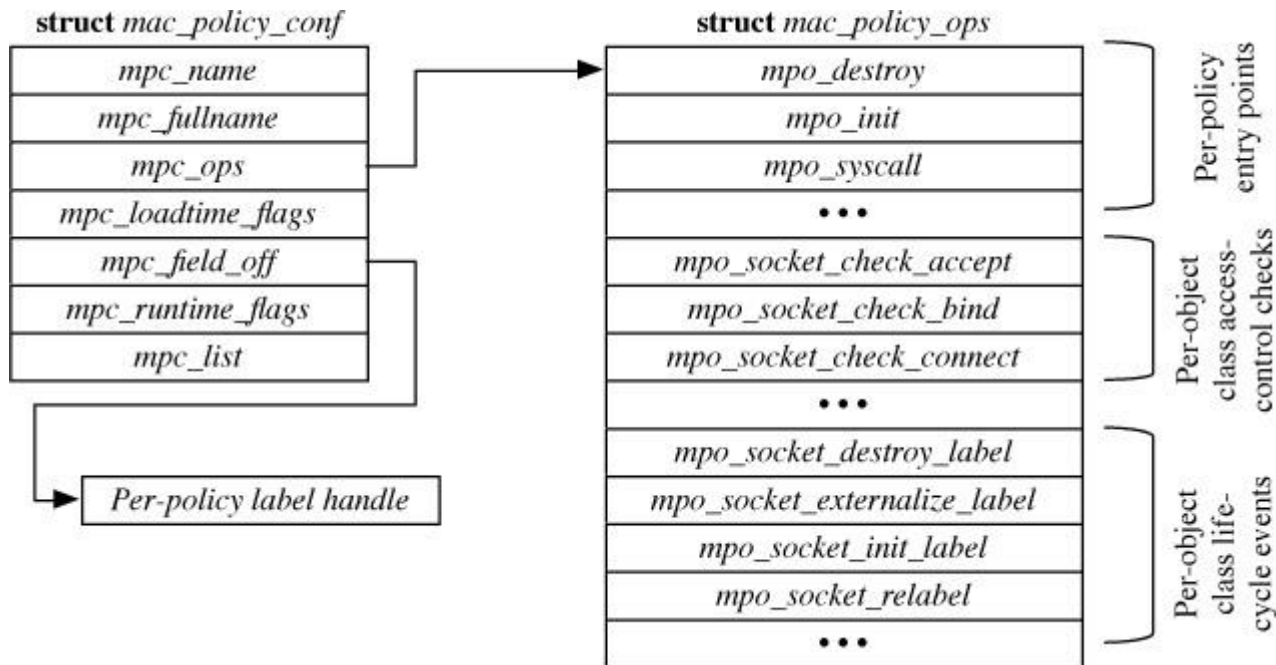 struct mac_policy_conf
mpc_name
mpc_fullname
mpc_ops
mpc_loadtime_flags
mpc_field_off
mpc_runtime_flags
mpc_list
Per-policy label handle
struct mac_policy_ops
mpo_destroy
mpo_init
mpo_syscall
•••
mpo_socket_check_accept
mpo_socket_check_bind
mpo_socket_check_connect
•••
mpo_socket_destroy_label
mpo_socket_externalize_label
mpo_socket_init_label
mpo_socket_relabel
•••
Per-policy
entry points
Per-object
class access-
control checks
Per-object
class life-
cycle events